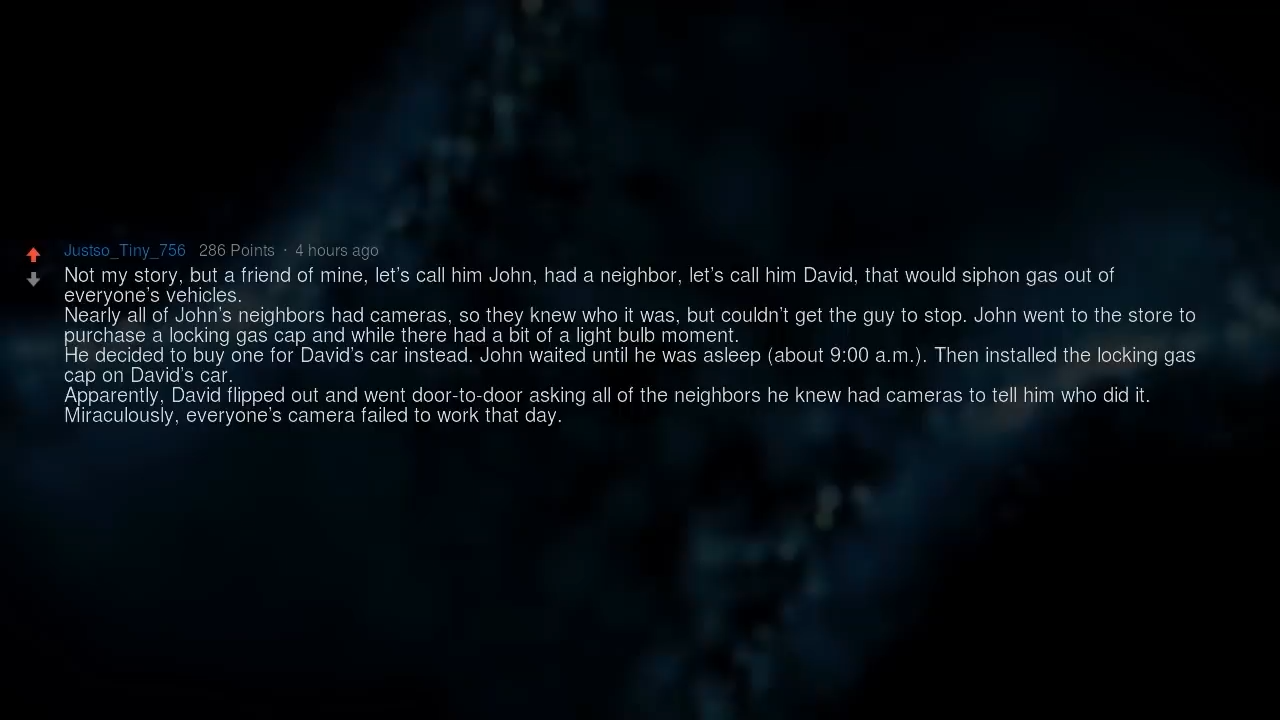 Justso_Tiny_756 286 Points · 4 hours ago
Not my story, but a friend of mine, let's call him John, had a neighbor, let's call him David, that would siphon gas out of
everyone's vehicles.
Nearly all of John's neighbors had cameras, so they knew who it was, but couldn't get the guy to stop. John went to the store to
purchase a locking gas cap and while there had a bit of a light bulb moment.
He decided to buy one for David's car instead. John waited until he was asleep (about 9:00 a.m.). Then installed the locking gas
cap on David's car.
Apparently, David flipped out and went door-to-door asking all of the neighbors he knew had cameras to tell him who did it.
Miraculously, everyone's camera failed to work that day.